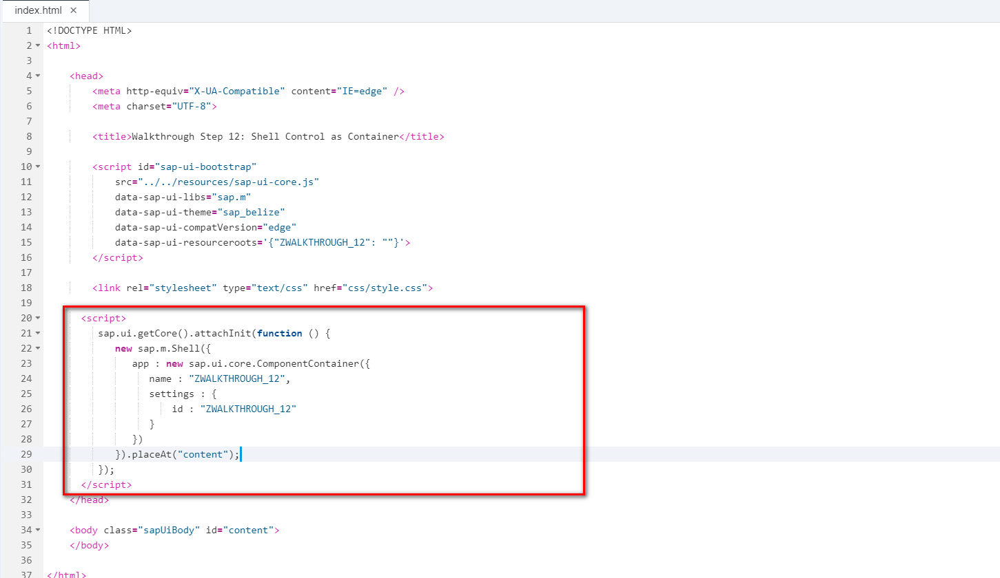 index.html ×
1 <!DOCTYPE HTML>
2 <html>
3
4     <head>
5         <meta http-equiv="X-UA-Compatible" content="IE=edge" />
6         <meta charset="UTF-8">
7
8         <title>Walkthrough Step 12: Shell Control as Container</title>
9
10         <script id="sap-ui-bootstrap"
11             src="../../resources/sap-ui-core.js"
12             data-sap-ui-libs="sap.m"
13             data-sap-ui-theme="sap_belize"
14             data-sap-ui-compatVersion="edge"
15             data-sap-ui-resourceroots='{"ZWALKTHROUGH_12": ""}'>
16         </script>
17
18         <link rel="stylesheet" type="text/css" href="css/style.css">
19
20       <script>
21          sap.ui.getCore().attachInit(function () {
22             new sap.m.Shell({
23                app : new sap.ui.core.ComponentContainer({
24                   name : "ZWALKTHROUGH_12",
25                   settings : {
26                       id : "ZWALKTHROUGH_12"
27                   }
28                })
29             }).placeAt("content");
30          });
31       </script>
32     </head>
33
34     <body class="sapUiBody" id="content">
35     </body>
36
37 </html>